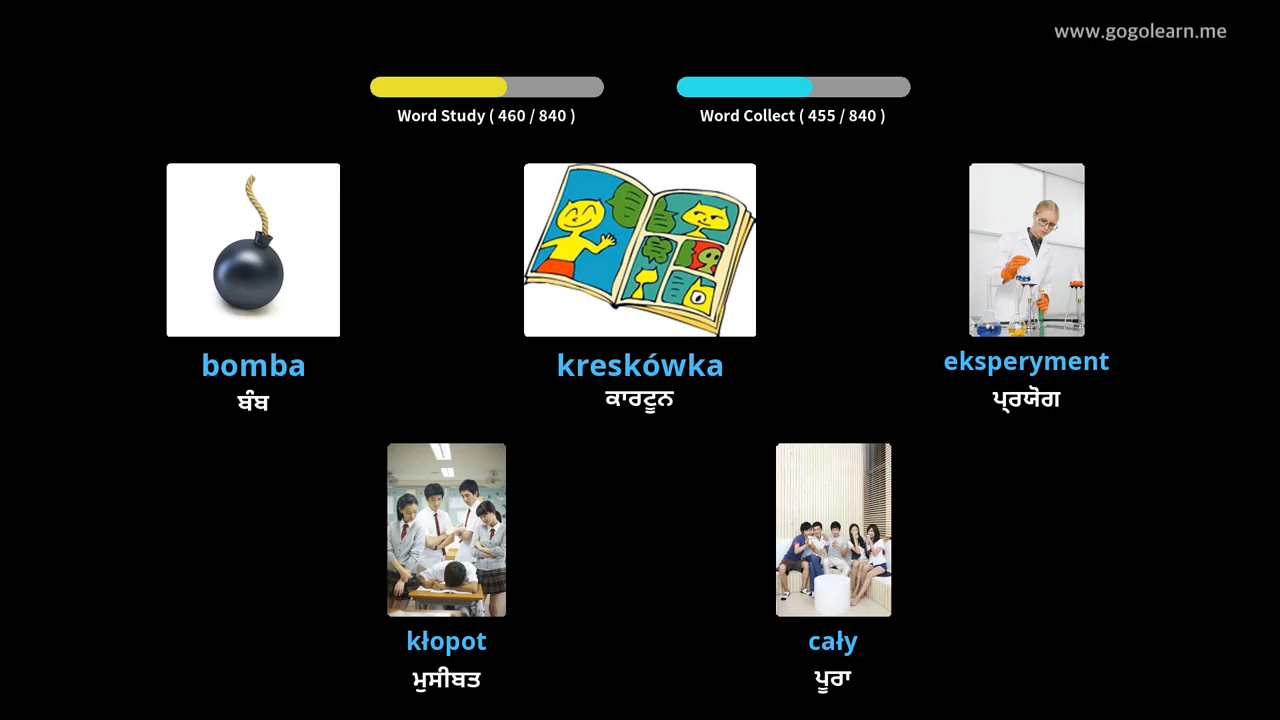 www.gogolearn.me
Word Study ( 460 / 840 )
Word Collect ( 455 / 840 )
bomba
ਬੰਬ
kreskówka
ਕਾਰਟੂਨ
eksperyment
ਪ੍ਰਯੋਗ
kłopot
ਮੁਸੀਬਤ
cały
ਪੂਰਾ